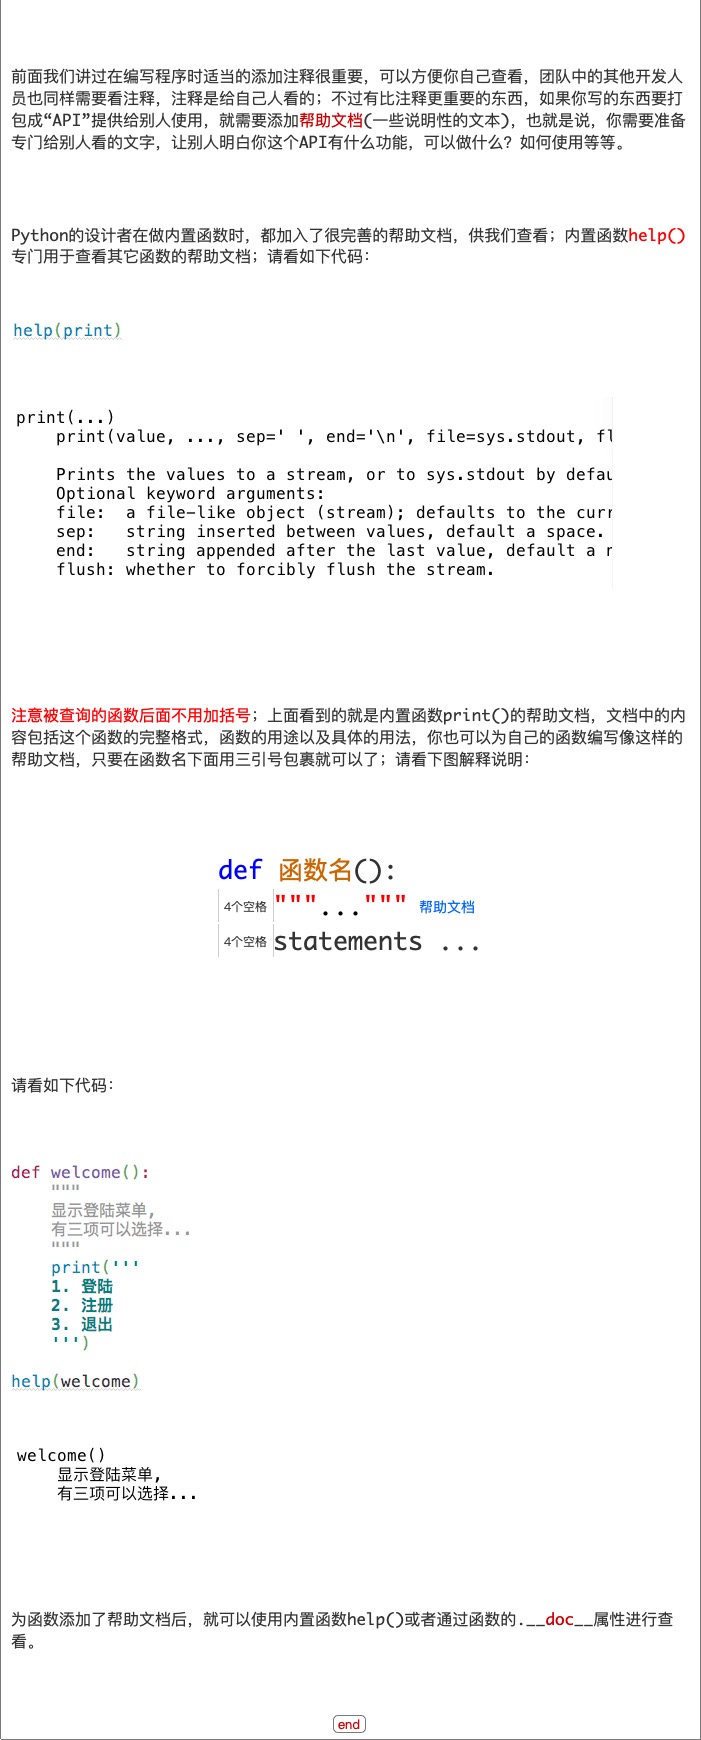 前面我们讲过在编写程序时适当的添加注释很重要，可以方便你自己查看，团队中的其他开发人
员也同样需要看注释，注释是给自己人看的；不过有比注释更重要的东西，如果你写的东西要打
包成“API”提供给别人使用，就需要添加帮助文档(一些说明性的文本)，也就是说，你需要准备
专门给别人看的文字，让别人明白你这个API有什么功能，可以做什么？如何使用等等。
Python的设计者在做内置函数时，都加入了很完善的帮助文档，供我们查看；内置函数help()
专门用于查看其它函数的帮助文档；请看如下代码：
help(print)
print(...)
    print(value, ..., sep=' ', end='\n', file=sys.stdout, fl
    Prints the values to a stream, or to sys.stdout by defau
    Optional keyword arguments:
    file:  a file-like object (stream); defaults to the curr
    sep:   string inserted between values, default a space.
    end:   string appended after the last value, default a n
    flush: whether to forcibly flush the stream.
注意被查询的函数后面不用加括号；上面看到的就是内置函数print()的帮助文档，文档中的内
容包括这个函数的完整格式，函数的用途以及具体的用法，你也可以为自己的函数编写像这样的
帮助文档，只要在函数名下面用三引号包裹就可以了；请看下图解释说明：
def 函数名():
4个空格 """...""" 帮助文档
4个空格 statements ...
请看如下代码：
def welcome():
    """
    显示登陆菜单,
    有三项可以选择...
    """
    print('''
    1. 登陆
    2. 注册
    3. 退出
    ''')
help(welcome)
welcome()
    显示登陆菜单,
    有三项可以选择...
为函数添加了帮助文档后，就可以使用内置函数help()或者通过函数的.__doc__属性进行查
看。
end